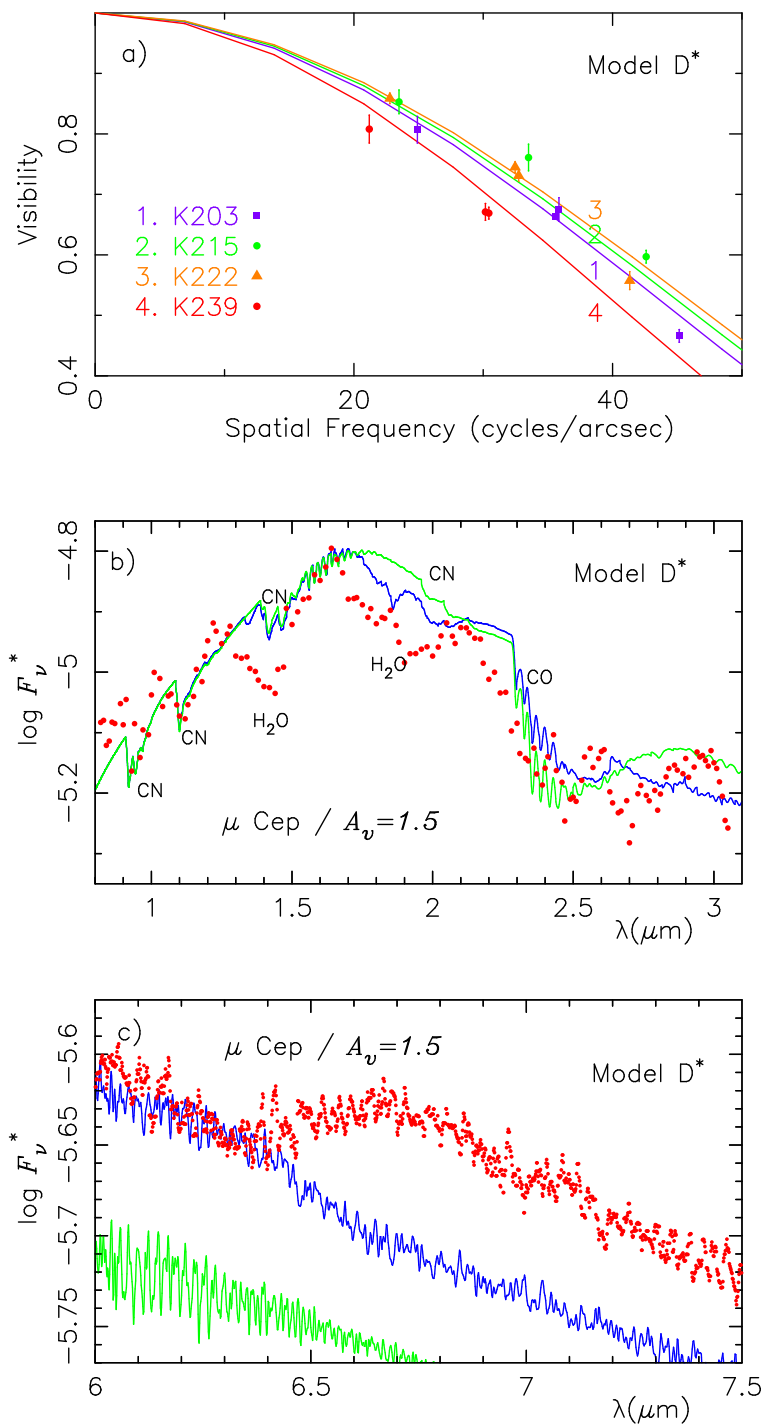 a)
Model D*
Visibility
0.8
0.6
0.4
1. K203
2. K215
3. K222
4. K239
3
2
1
4
0
20
40
Spatial Frequency (cycles/arcsec)
b)
Model D*
log Fν*
−4.8
−5
−5.2
CN
CN
CN
CN
H2O
H2O
CO
μ Cep / Av=1.5
1
1.5
2
2.5
3
λ(μm)
c)
μ Cep / Av=1.5
Model D*
log Fν*
−5.6
−5.65
−5.7
−5.75
6
6.5
7
7.5
λ(μm)